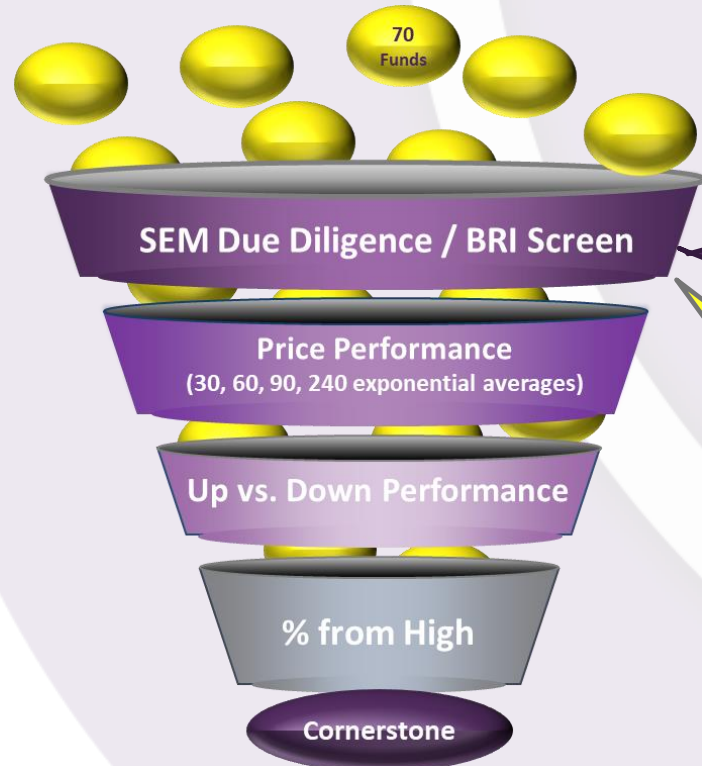 70
Funds
SEM Due Diligence / BRI Screen
Price Performance
(30, 60, 90, 240 exponential averages)
Up vs. Down Performance
% from High
Cornerstone